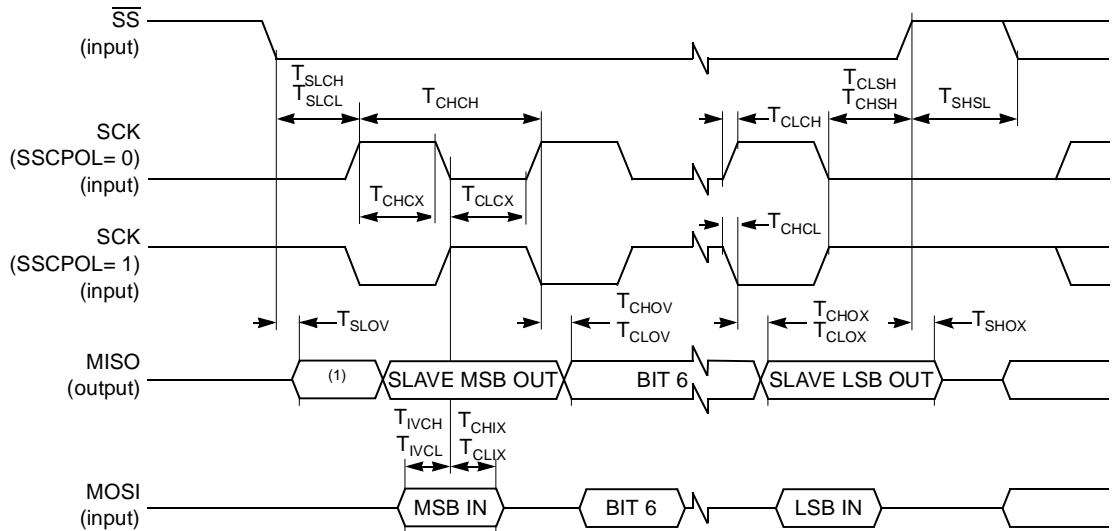 SS
(input)
TSLCH
TSLCL
TCHCH
TCLCH
TCLSH
TCHSH
TSHSL
SCK
(SSCPOL= 0)
(input)
TCHCX
TCLCX
TCHCL
SCK
(SSCPOL= 1)
(input)
TSLOV
TCHOV
TCLOV
TCHOX
TCLOX
TSHOX
MISO
(output)
(1)
SLAVE MSB OUT
BIT 6
SLAVE LSB OUT
TIVCH
TIVCL
TCHIX
TCLIX
MOSI
(input)
MSB IN
BIT 6
LSB IN